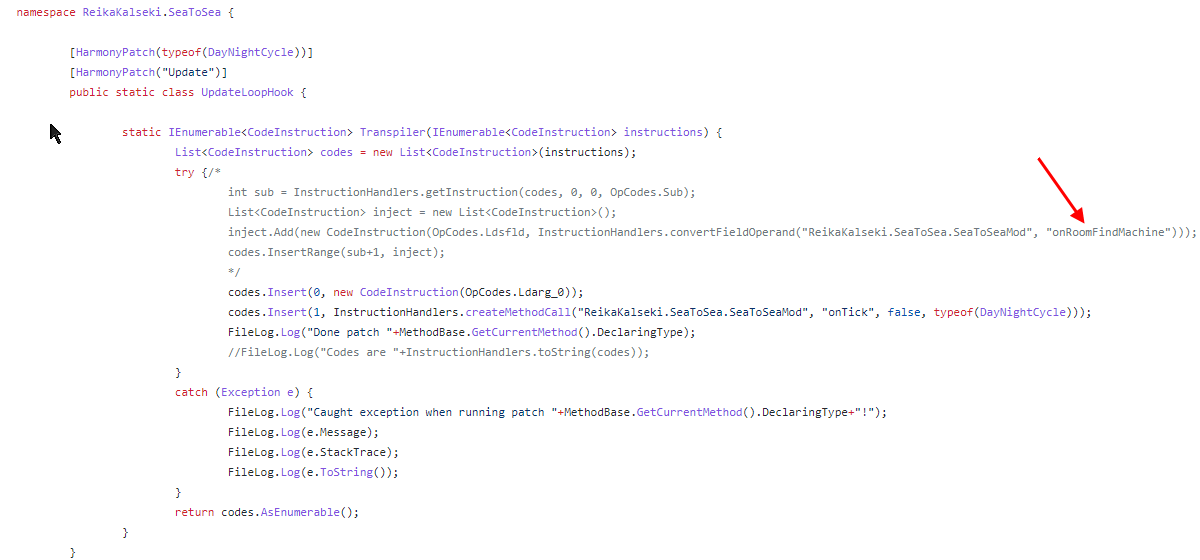 namespace ReikaKalseki.SeaToSea {
[HarmonyPatch(typeof(DayNightCycle))]
[HarmonyPatch("Update")]
public static class UpdateLoopHook {
static IEnumerable<CodeInstruction> Transpiler(IEnumerable<CodeInstruction> instructions) {
List<CodeInstruction> codes = new List<CodeInstruction>(instructions);
try {/*
int sub = InstructionHandlers.getInstruction(codes, 0, 0, OpCodes.Sub);
List<CodeInstruction> inject = new List<CodeInstruction>();
inject.Add(new CodeInstruction(OpCodes.Ldsfld, InstructionHandlers.convertFieldOperand("ReikaKalseki.SeaToSea.SeaToSeaMod", "onRoomFindMachine")));
codes.InsertRange(sub+1, inject);
*/
codes.Insert(0, new CodeInstruction(OpCodes.Ldarg_0));
codes.Insert(1, InstructionHandlers.createMethodCall("ReikaKalseki.SeaToSea.SeaToSeaMod", "onTick", false, typeof(DayNightCycle)));
FileLog.Log("Done patch "+MethodBase.GetCurrentMethod().DeclaringType);
//FileLog.Log("Codes are "+InstructionHandlers.toString(codes));
}
catch (Exception e) {
FileLog.Log("Caught exception when running patch "+MethodBase.GetCurrentMethod().DeclaringType+"!");
FileLog.Log(e.Message);
FileLog.Log(e.StackTrace);
FileLog.Log(e.ToString());
}
return codes.AsEnumerable();
}
}